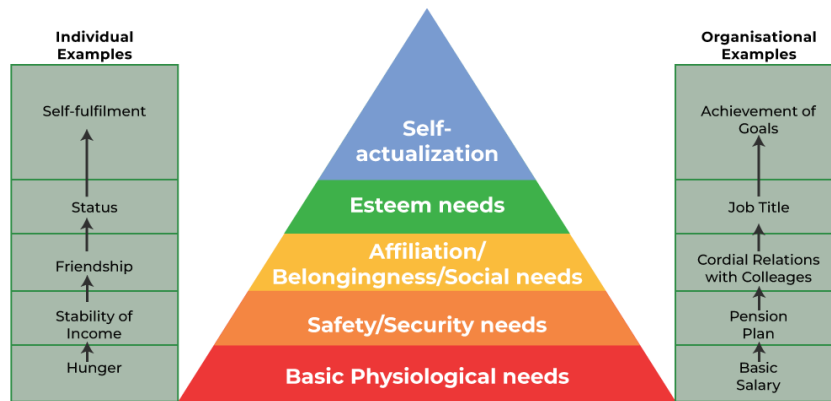 Individual
Examples
Self-fulfilment
Status
Friendship
Stability of
Income
Hunger
Self-
actualization
Esteem needs
Affiliation/
Belongingness/Social needs
Safety/Security needs
Basic Physiological needs
Organisational
Examples
Achievement of
Goals
Job Title
Cordial Relations
with Colleages
Pension
Plan
Basic
Salary